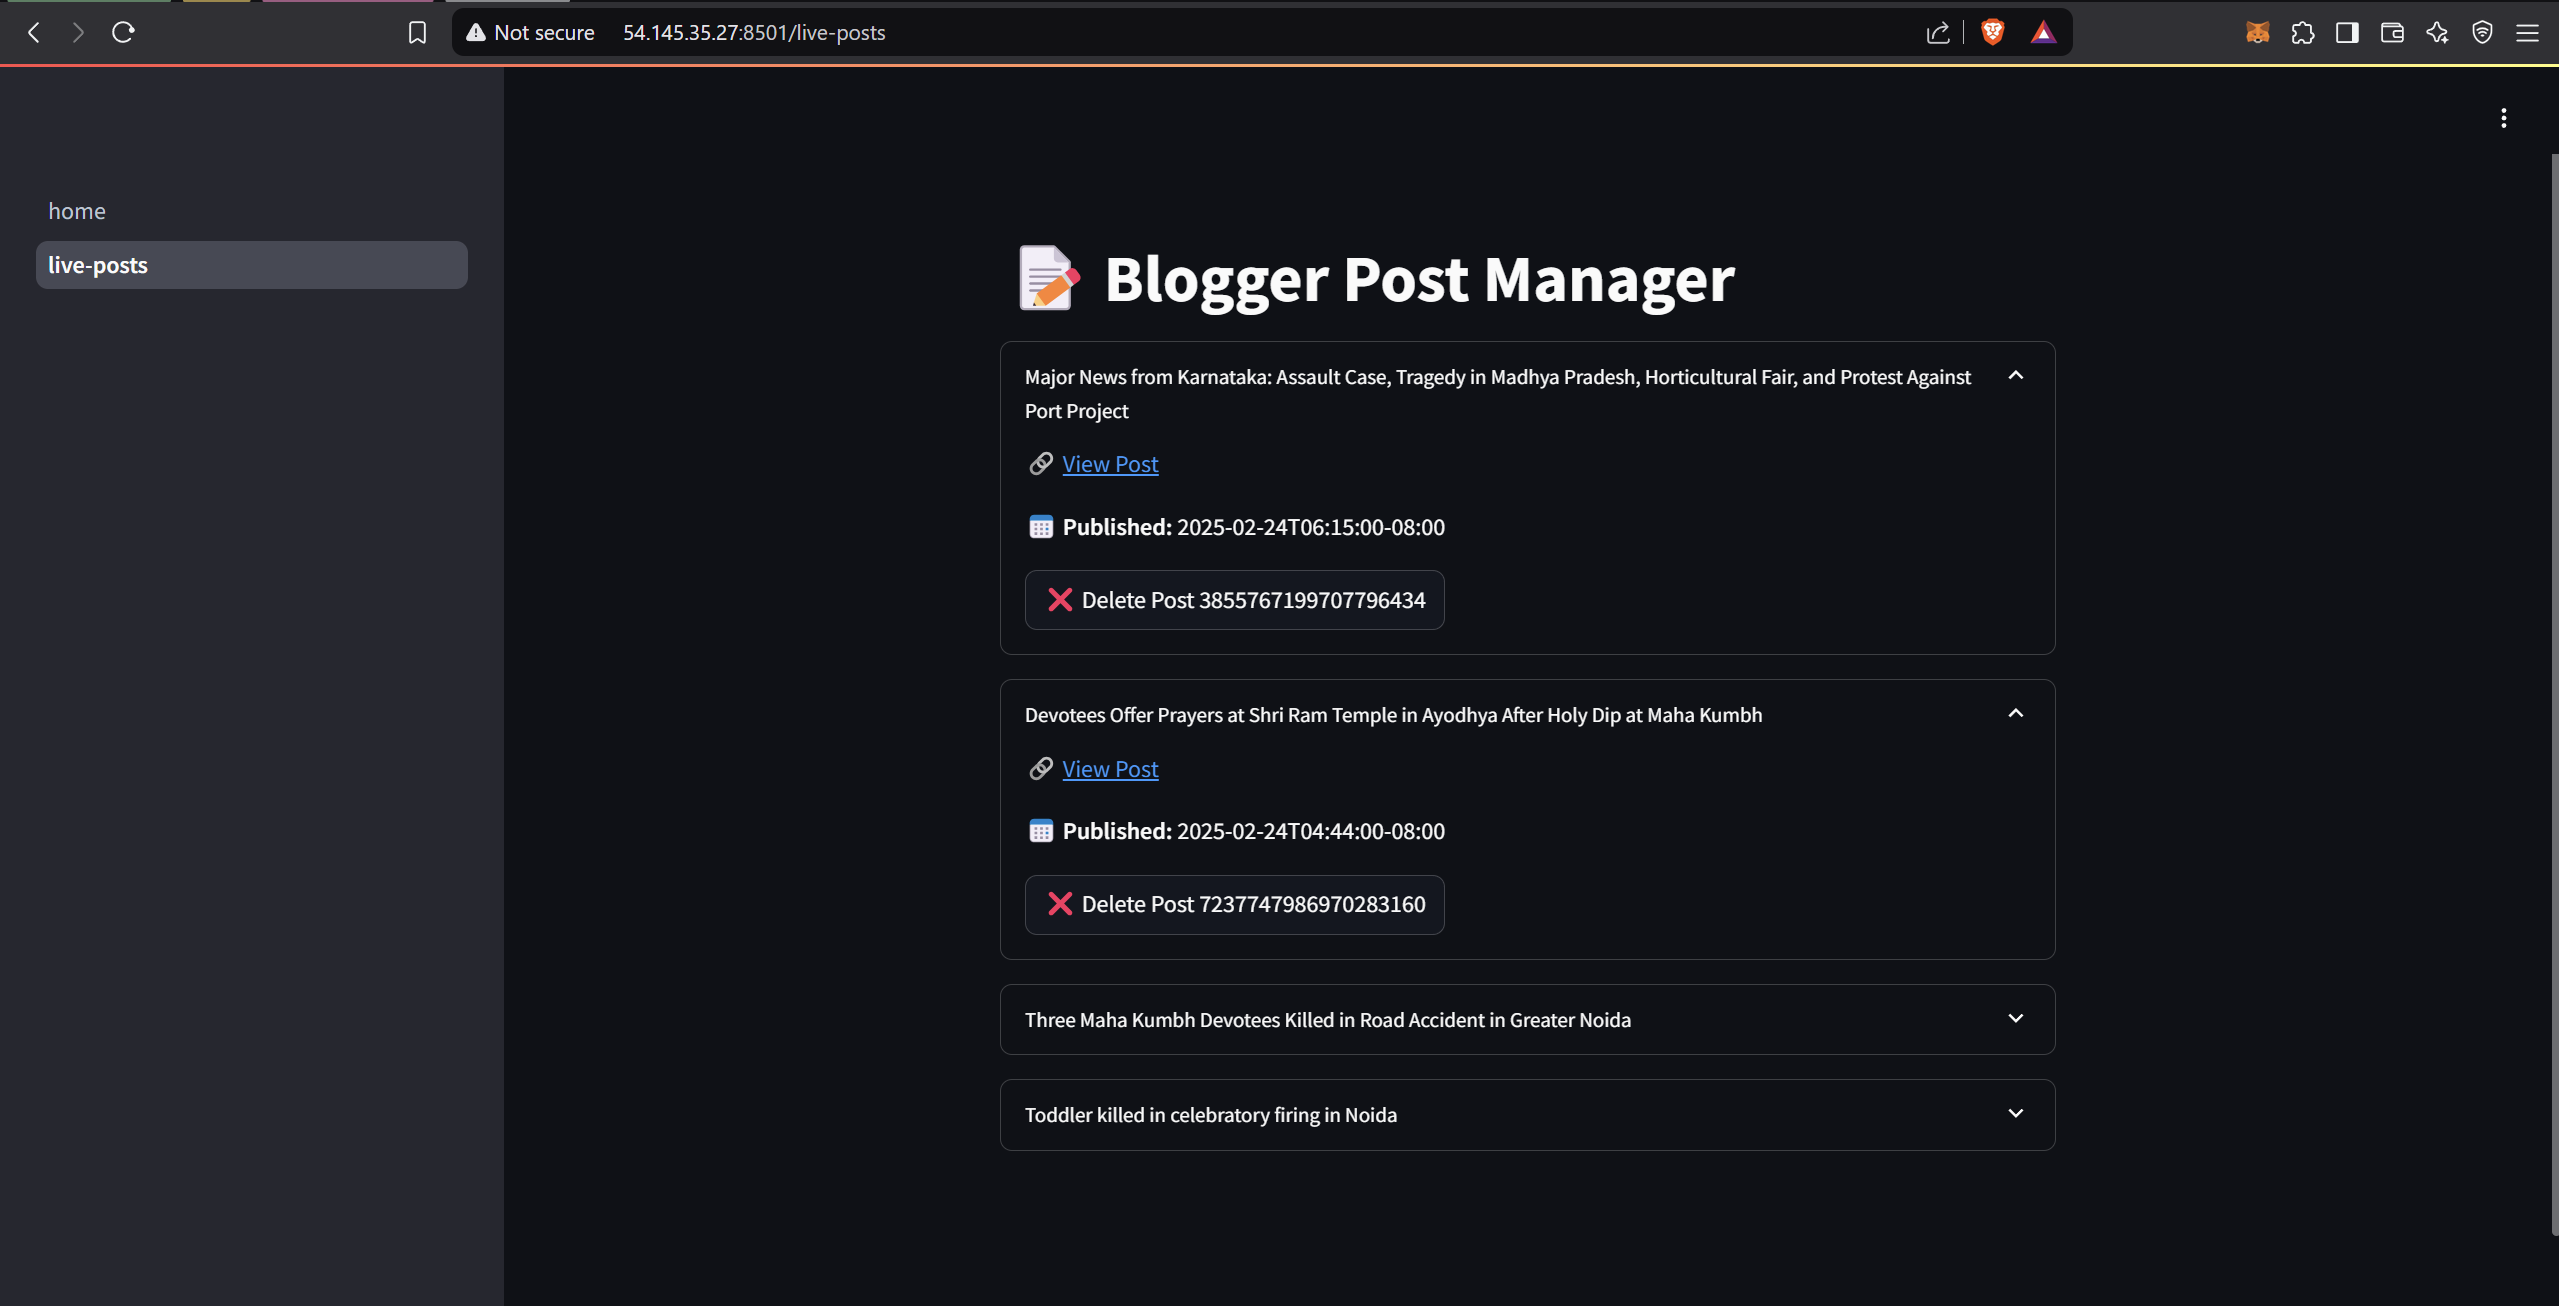 Not secure
54.145.35.27:8501/live-posts
home
live-posts
Blogger Post Manager
Major News from Karnataka: Assault Case, Tragedy in Madhya Pradesh, Horticultural Fair, and Protest Against
Port Project
View Post
Published: 2025-02-24T06:15:00-08:00
Delete Post 3855767199707796434
Devotees Offer Prayers at Shri Ram Temple in Ayodhya After Holy Dip at Maha Kumbh
View Post
Published: 2025-02-24T04:44:00-08:00
Delete Post 7237747986970283160
Three Maha Kumbh Devotees Killed in Road Accident in Greater Noida
Toddler killed in celebratory firing in Noida